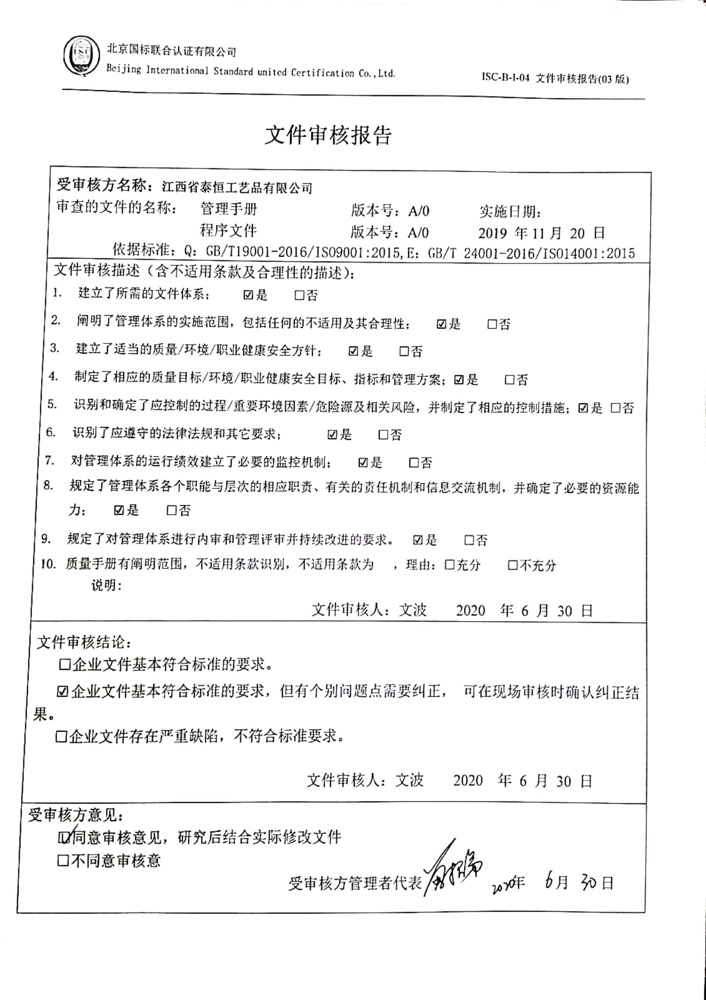 北京国标联合认证有限公司
Beijing International Standard united Certification Co.,Ltd.
ISC-B-I-04 文件审核报告(03版)
文件审核报告
受审核方名称：江西省泰恒工艺品有限公司
审查的文件的名称： 管理手册 版本号：A/0 实施日期：
程序文件 版本号：A/0 2019 年 11 月 20 日
依据标准：Q：GB/T19001-2016/ISO9001:2015,E：GB/T 24001-2016/ISO14001:2015
文件审核描述（含不适用条款及合理性的描述）：
1. 建立了所需的文件体系； ☑是 □否
2. 阐明了管理体系的实施范围，包括任何的不适用及其合理性； ☑是 □否
3. 建立了适当的质量/环境/职业健康安全方针； ☑是 □否
4. 制定了相应的质量目标/环境/职业健康安全目标、指标和管理方案；☑是 □否
5. 识别和确定了应控制的过程/重要环境因素/危险源及相关风险，并制定了相应的控制措施；☑是 □否
6. 识别了应遵守的法律法规和其它要求； ☑是 □否
7. 对管理体系的运行绩效建立了必要的监控机制； ☑是 □否
8. 规定了管理体系各个职能与层次的相应职责、有关的责任机制和信息交流机制，并确定了必要的资源能
力； ☑是 □否
9. 规定了对管理体系进行内审和管理评审并持续改进的要求。 ☑是 □否
10. 质量手册有阐明范围，不适用条款识别，不适用条款为 ，理由：□充分 □不充分
说明：
文件审核人：文波 2020 年 6 月 30 日
文件审核结论：
□企业文件基本符合标准的要求。
☑企业文件基本符合标准的要求，但有个别问题点需要纠正， 可在现场审核时确认纠正结
果。
□企业文件存在严重缺陷，不符合标准要求。
文件审核人：文波 2020 年 6 月 30 日
受审核方意见：
☑同意审核意见，研究后结合实际修改文件
□不同意审核意
受审核方管理者代表 2020年 6月 30日